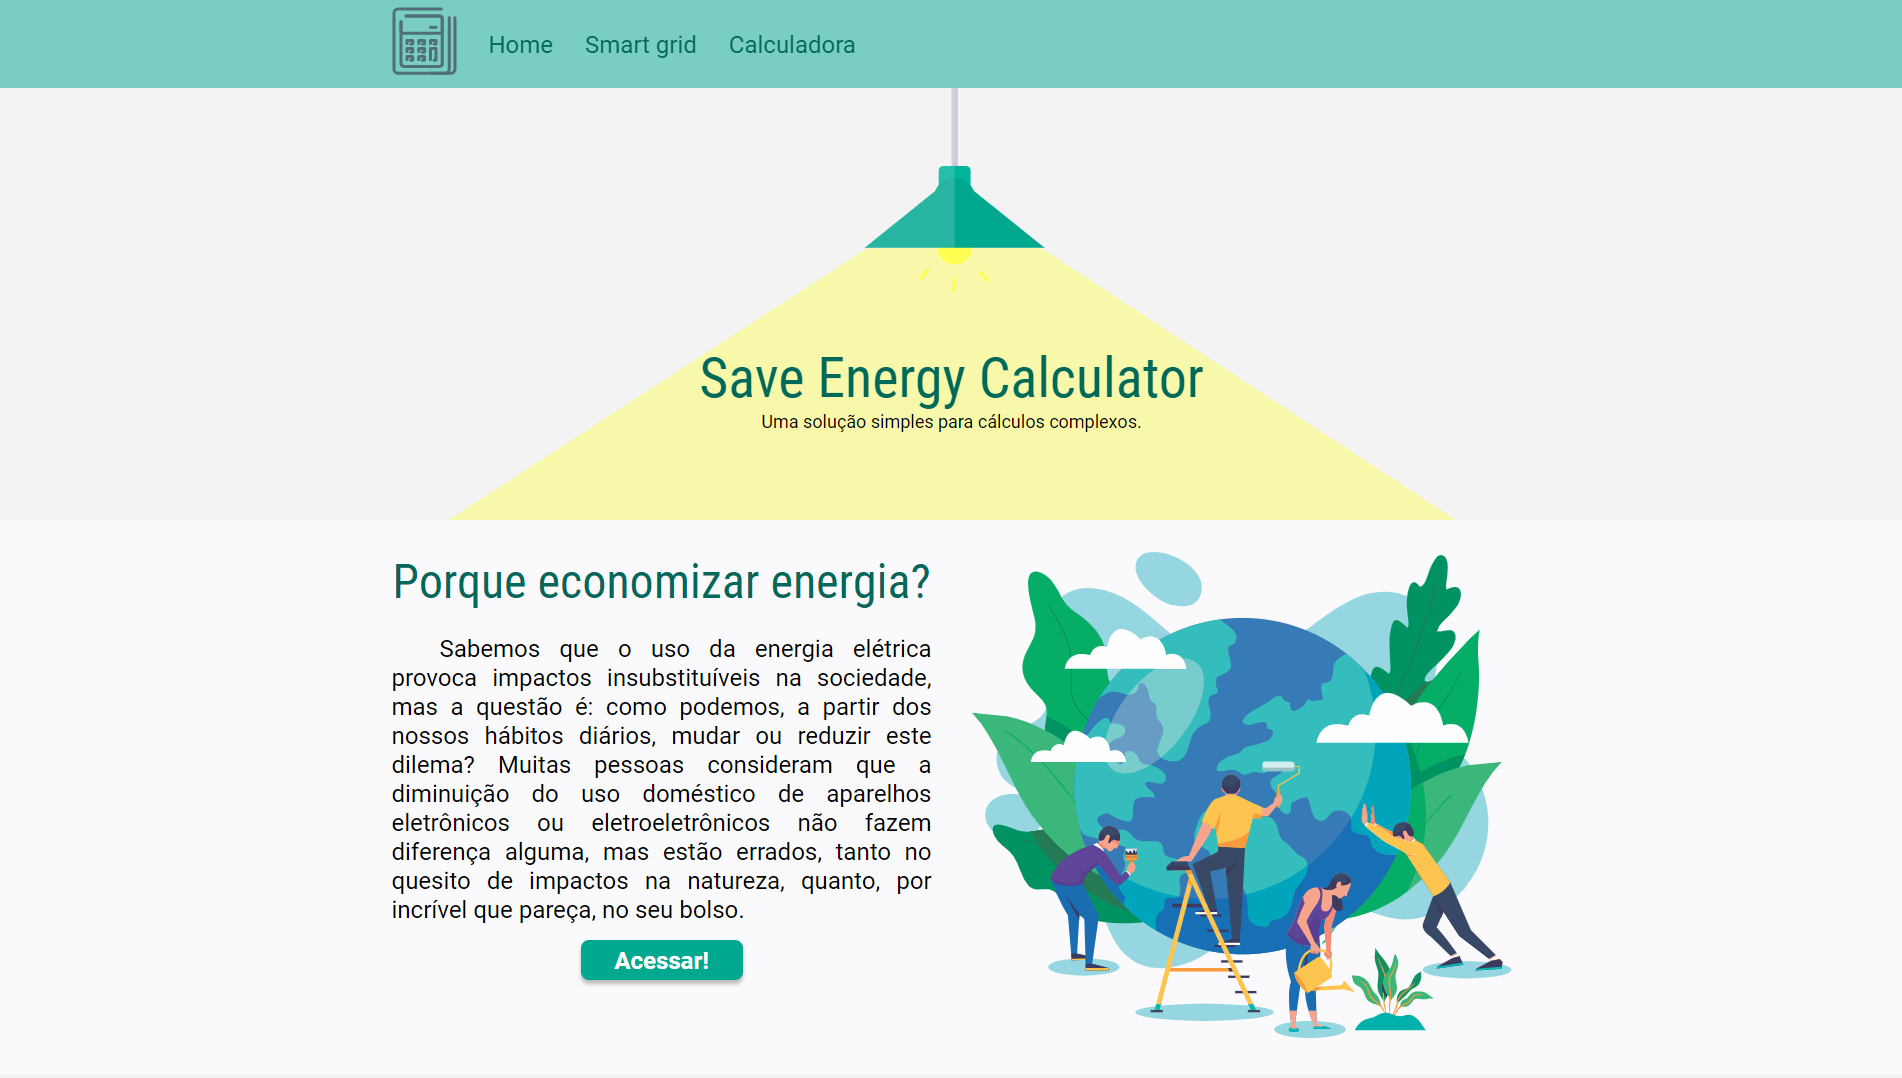 Home Smart grid Calculadora
Save Energy Calculator
Uma solução simples para cálculos complexos.
Porque economizar energia?
Sabemos que o uso da energia elétrica
provoca impactos insubstituíveis na sociedade,
mas a questão é: como podemos, a partir dos
nossos hábitos diários, mudar ou reduzir este
dilema? Muitas pessoas consideram que a
diminuição do uso doméstico de aparelhos
eletrônicos ou eletroeletrônicos não fazem
diferença alguma, mas estão errados, tanto no
quesito de impactos na natureza, quanto, por
incrível que pareça, no seu bolso.
Acessar!